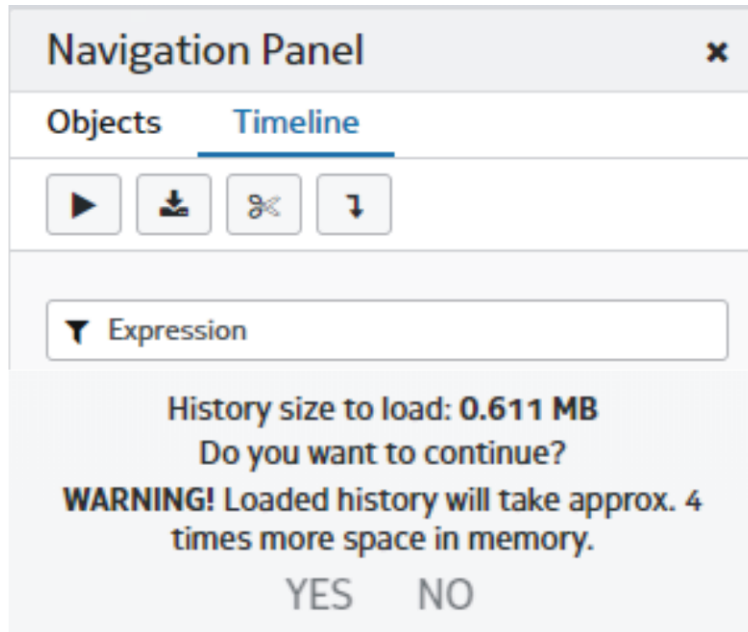 Navigation Panel
Objects Timeline
Expression
History size to load: 0.611 MB
Do you want to continue?
WARNING! Loaded history will take approx. 4
times more space in memory.
YES NO